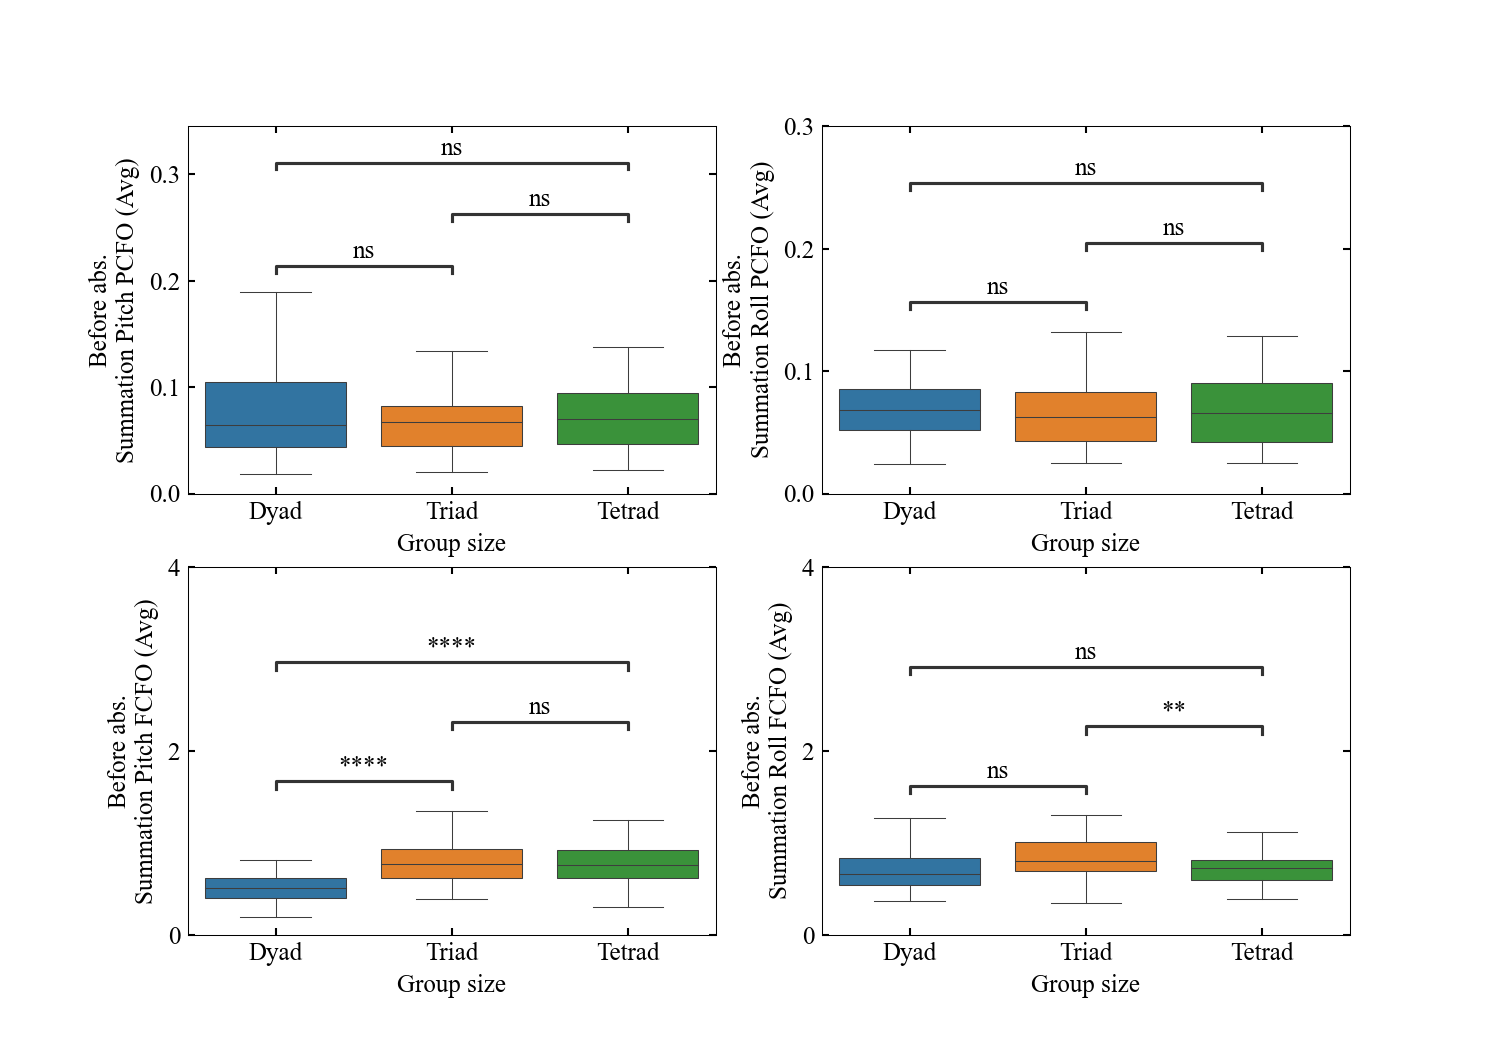 Before abs.
Summation Pitch PCFO (Avg)
0.3
0.2
0.1
0.0
ns
ns
ns
Dyad Triad Tetrad
Group size
Before abs.
Summation Roll PCFO (Avg)
0.3
0.2
0.1
0.0
ns
ns
ns
Dyad Triad Tetrad
Group size
Before abs.
Summation Pitch FCFO (Avg)
4
2
0
****
ns
****
Dyad Triad Tetrad
Group size
Before abs.
Summation Roll FCFO (Avg)
4
2
0
ns
**
ns
Dyad Triad Tetrad
Group size